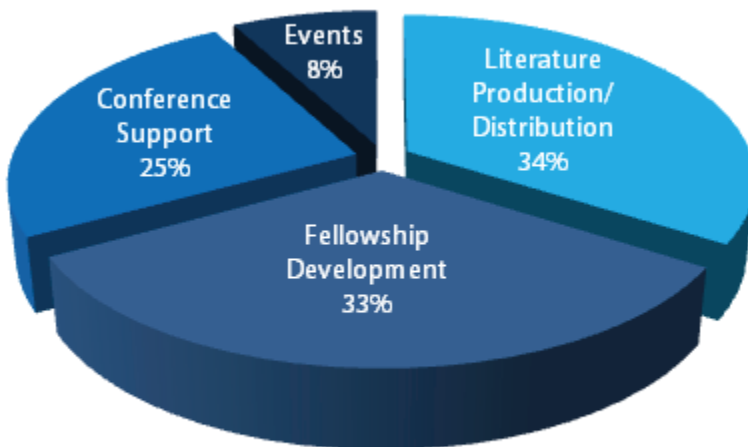 Events
8%
Literature
Production/
Distribution
34%
Conference
Support
25%
Fellowship
Development
33%